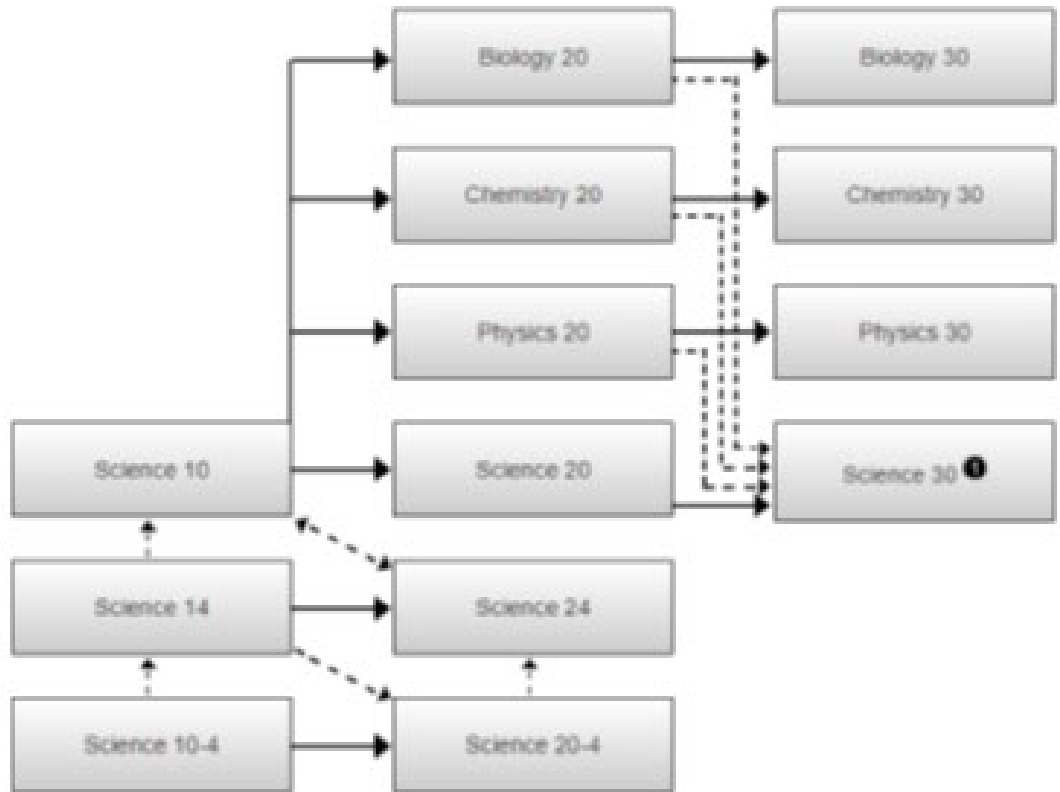 Biology 20
Biology 30
Chemistry 20
Chemistry 30
Physics 20
Physics 30
Science 10
Science 20
Science 30
Science 14
Science 24
Science 10-4
Science 20-4